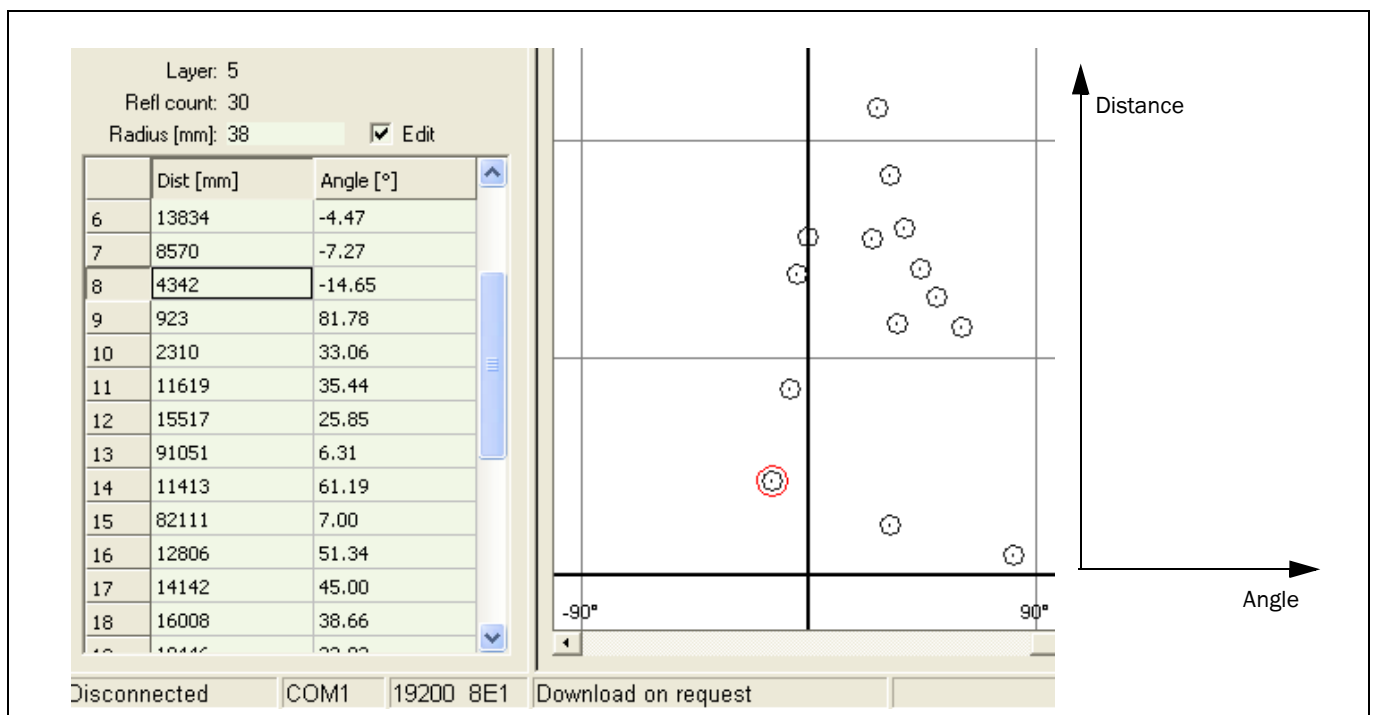 Layer: 5
Refl count: 30
Radius [mm]: 38 Edit
Dist [mm] Angle [°]
6 13834 -4.47
7 8570 -7.27
8 4342 -14.65
9 923 81.78
10 2310 33.06
11 11619 35.44
12 15517 25.85
13 91051 6.31
14 11413 61.19
15 82111 7.00
16 12806 51.34
17 14142 45.00
18 16008 38.66
-90° 90°
Distance
Angle
Disconnected COM1 19200 8E1 Download on request